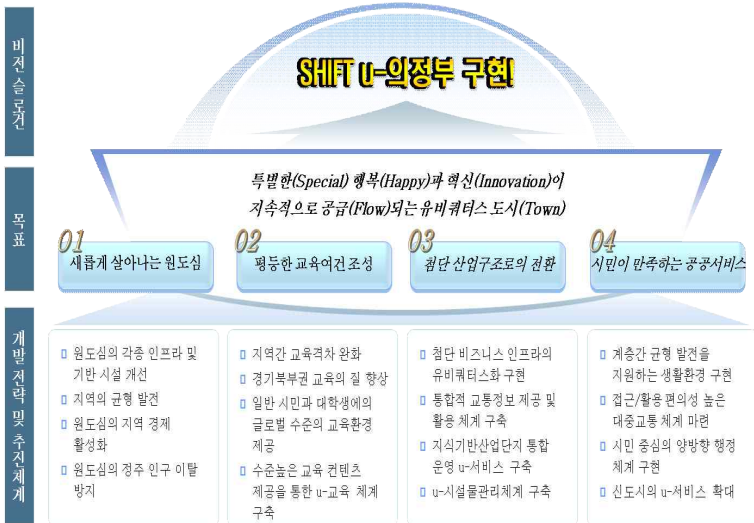 비전 슬로건
SHIFT u-의정부 구현!
목표
특별한(Special) 행복(Happy)과 혁신(Innovation)이
지속적으로 공급(Flow)되는 유비쿼터스 도시(Town)
01
새롭게 살아나는 원도심
02
평등한 교육여건 조성
03
첨단 산업구조로의 전환
04
시민이 만족하는 공공서비스
개발 전략 및 추진체계
원도심의 각종 인프라 및
기반 시설 개선
지역의 균형 발전
원도심의 지역 경제
활성화
원도심의 정주 인구 이탈
방지
지역간 교육격차 완화
경기북부권 교육의 질 향상
일반 시민과 대학생에의
글로벌 수준의 교육환경
제공
수준높은 교육 컨텐츠
제공을 통한 u-교육 체계
구축
첨단 비즈니스 인프라의
유비쿼터스화 구현
통합적 교통정보 제공 및
활용 체계 구축
지식기반산업단지 통합
운영 u-서비스 구축
u-시설물관리체계 구축
계층간 균형 발전을
지원하는 생활환경 구현
접근/활용 편의성 높은
대중교통 체계 마련
시민 중심의 양방향 행정
체계 구현
신도시의 u-서비스 확대